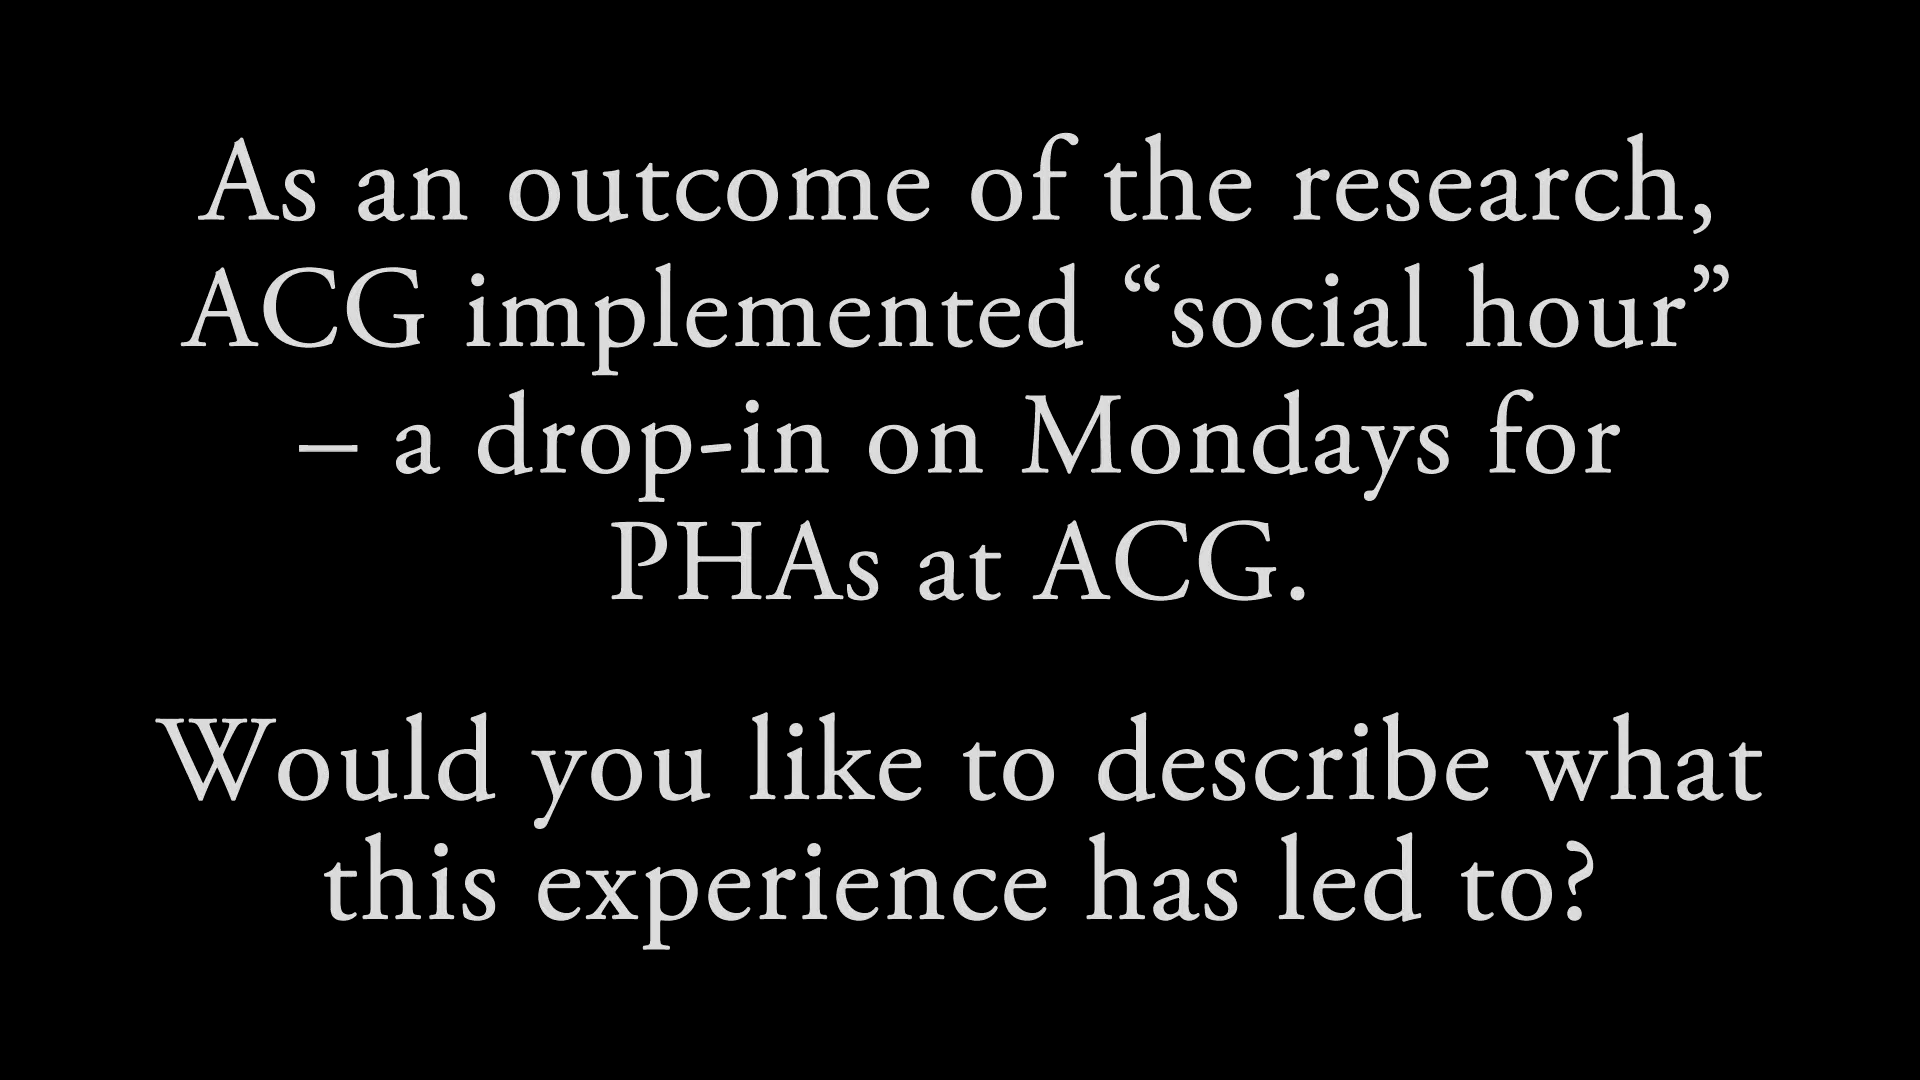 As an outcome of the research,
ACG implemented “social hour”
– a drop-in on Mondays for
PHAs at ACG.
Would you like to describe what
this experience has led to?